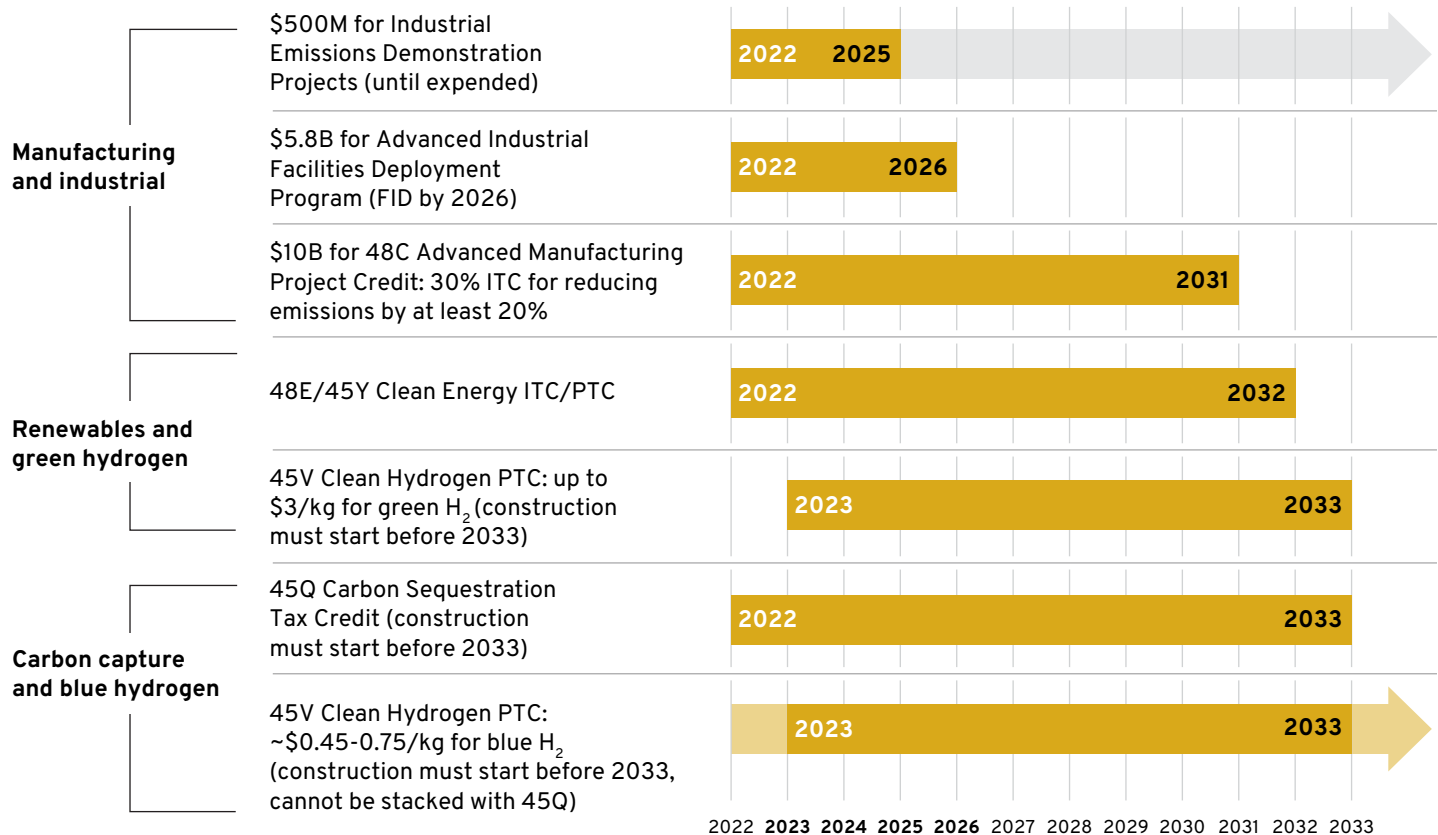 Manufacturing
and industrial
$500M for Industrial
Emissions Demonstration
Projects (until expended)
2022 2025
$5.8B for Advanced Industrial
Facilities Deployment
Program (FID by 2026)
2022 2026
$10B for 48C Advanced Manufacturing
Project Credit: 30% ITC for reducing
emissions by at least 20%
2022 2031
Renewables and
green hydrogen
48E/45Y Clean Energy ITC/PTC
2022 2032
45V Clean Hydrogen PTC: up to
$3/kg for green H₂ (construction
must start before 2033)
2023 2033
Carbon capture
and blue hydrogen
45Q Carbon Sequestration
Tax Credit (construction
must start before 2033)
2022 2033
45V Clean Hydrogen PTC:
~$0.45-0.75/kg for blue H₂
(construction must start before 2033,
cannot be stacked with 45Q)
2023 2033
2022 2023 2024 2025 2026 2027 2028 2029 2030 2031 2032 2033